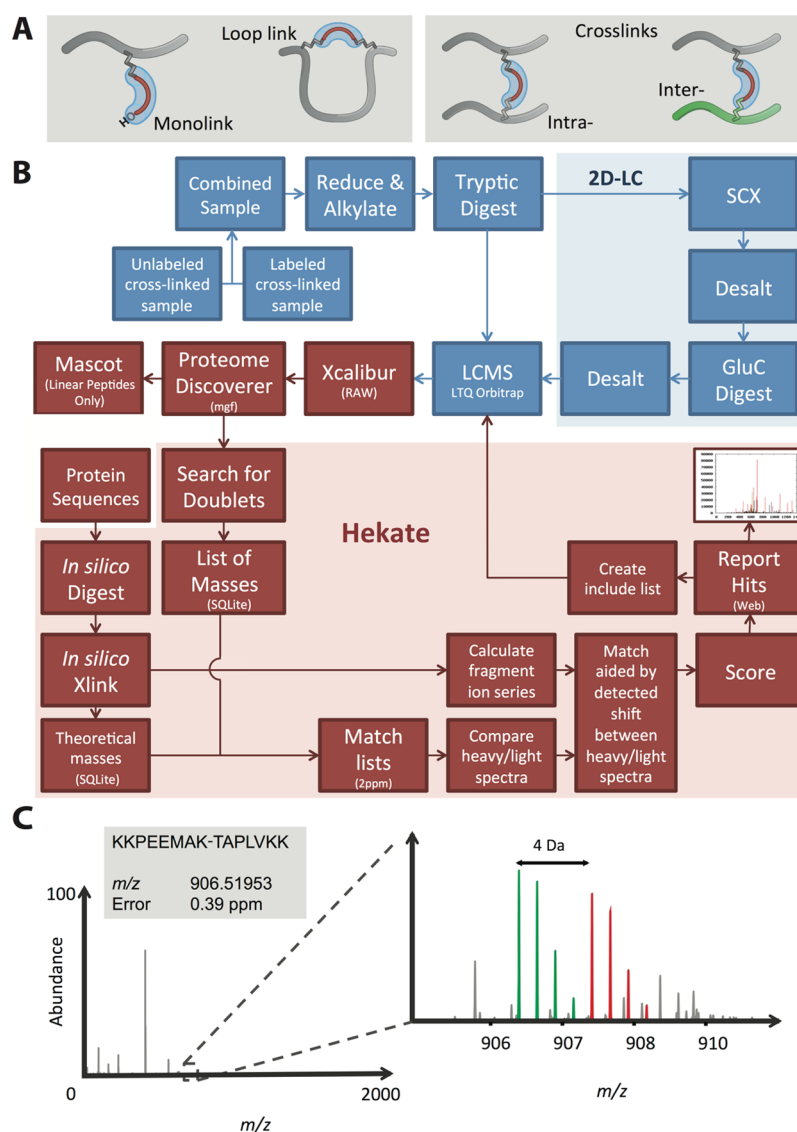 A
Monolink
HO
Loop link
Crosslinks
Intra-
Inter-
B
Combined
Sample
Reduce &
Alkylate
Tryptic
Digest
2D-LC
SCX
Unlabeled
cross-linked
sample
Labeled
cross-linked
sample
Desalt
Mascot
(Linear Peptides
Only)
Proteome
Discoverer
(mgf)
Xcalibur
(RAW)
LCMS
LTQ Orbitrap
Desalt
GluC
Digest
Protein
Sequences
Search for
Doublets
Hekate
In silico
Digest
List of
Masses
(SQLite)
Create
include list
Report
Hits
(Web)
In silico
Xlink
Calculate
fragment
ion series
Match
aided by
detected
shift
between
heavy/light
spectra
Score
Theoretical
masses
(SQLite)
Match
lists
(2ppm)
Compare
heavy/light
spectra
C
KKPEEMAK-TAPLVKK
m/z 906.51953
Error 0.39 ppm
4 Da
100
Abundance
0 2000
m/z
906 907 908 910
m/z